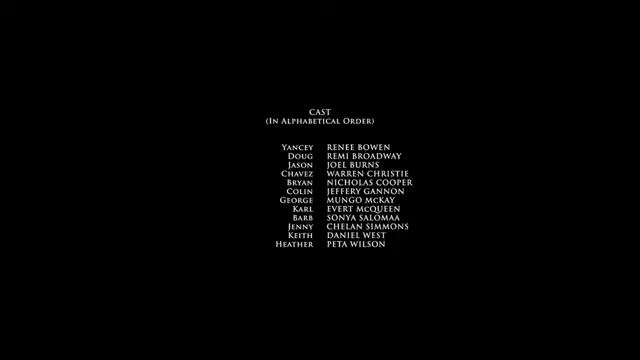 CAST
(IN ALPHABETICAL ORDER)
YANCEY RENEE BOWEN
DOUG REMI BROADWAY
JASON JOEL BURNS
CHAVEZ WARREN CHRISTIE
BRYAN NICHOLAS COOPER
COLIN JEFFERY GANNON
GEORGE MUNGO MCKAY
KARL EVERT MCQUEEN
BARB SONYA SALOMAA
JENNY CHELAN SIMMONS
KEITH DANIEL WEST
HEATHER PETA WILSON